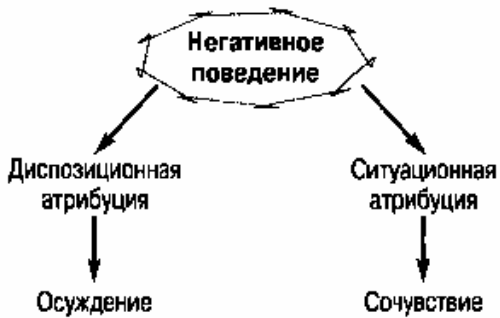 Негативное
поведение
Диспозиционная
атрибуция
Ситуационная
атрибуция
Осуждение
Сочувствие